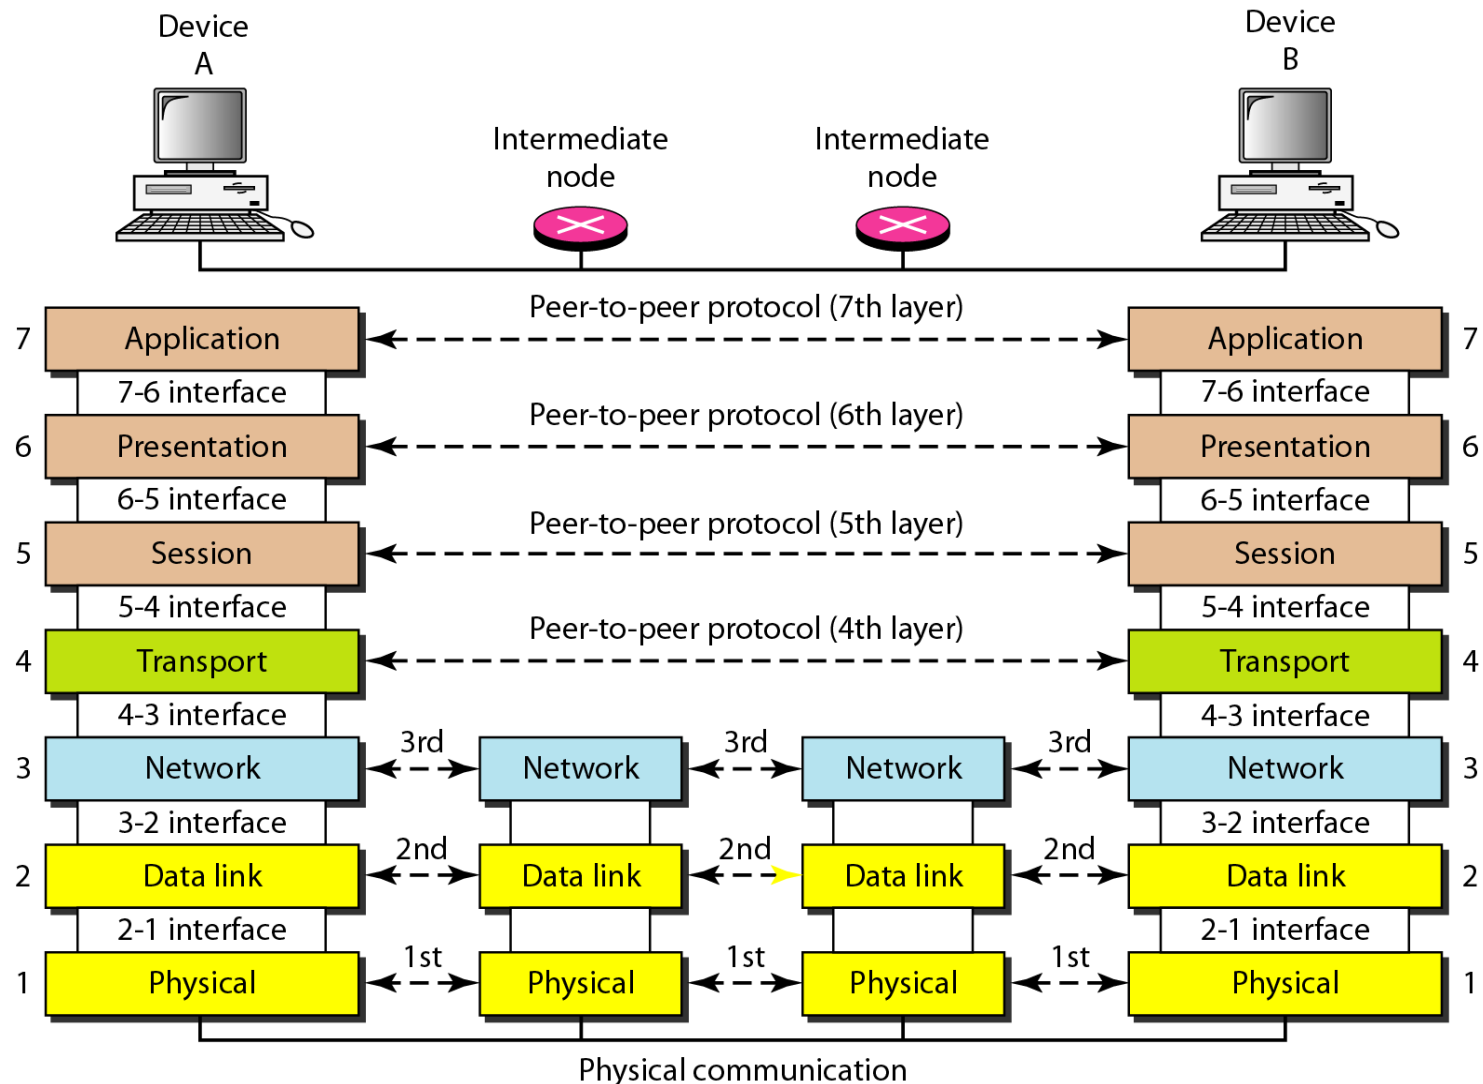 Device
A
Device
B
Intermediate
node
Intermediate
node
Peer-to-peer protocol (7th layer)
7 Application Application 7
7-6 interface 7-6 interface
Peer-to-peer protocol (6th layer)
6 Presentation Presentation 6
6-5 interface 6-5 interface
Peer-to-peer protocol (5th layer)
5 Session Session 5
5-4 interface 5-4 interface
Peer-to-peer protocol (4th layer)
4 Transport Transport 4
4-3 interface 4-3 interface
3rd 3rd 3rd
3 Network Network Network Network 3
3-2 interface 3-2 interface
2nd 2nd 2nd
2 Data link Data link Data link Data link 2
2-1 interface 2-1 interface
1st 1st 1st
1 Physical Physical Physical Physical 1
Physical communication